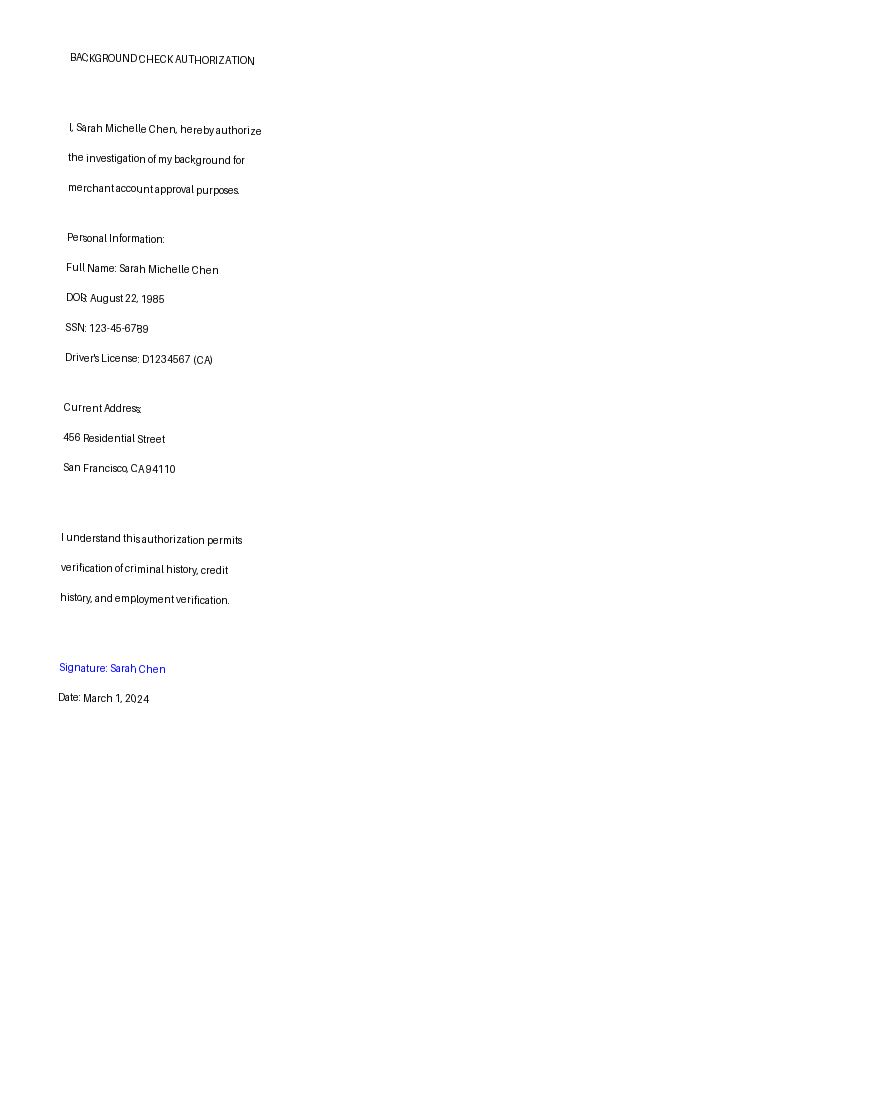 BACKGROUND CHECK AUTHORIZATION
I, Sarah Michelle Chen, hereby authorize
the investigation of my background for
merchant account approval purposes.
Personal Information:
Full Name: Sarah Michelle Chen
DOB: August 22, 1985
SSN: 123-45-6789
Driver's License: D1234567 (CA)
Current Address:
456 Residential Street
San Francisco, CA 94110
I understand this authorization permits
verification of criminal history, credit
history, and employment verification.
Signature: Sarah Chen
Date: March 1, 2024